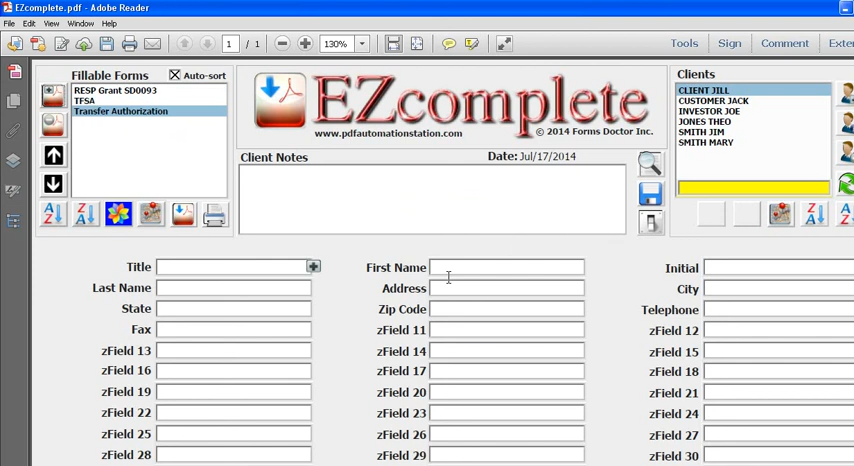 EZcomplete.pdf - Adobe Reader
File Edit View Window Help
1 / 1 130% Tools Sign Comment Exter
Fillable Forms Auto-sort
RESP Grant SD0093
TFSA
Transfer Authorization
EZcomplete
www.pdfautomationstation.com © 2014 Forms Doctor Inc.
Client Notes Date: Jul/17/2014
Clients
CLIENT JILL
CUSTOMER JACK
INVESTOR JOE
JONES THEO
SMITH JIM
SMITH MARY
A Z Z A A Z A
Title First Name Initial
Last Name Address City
State Zip Code Telephone
Fax zField 11 zField 12
zField 13 zField 14 zField 15
zField 16 zField 17 zField 18
zField 19 zField 20 zField 21
zField 22 zField 23 zField 24
zField 25 zField 26 zField 27
zField 28 zField 29 zField 30